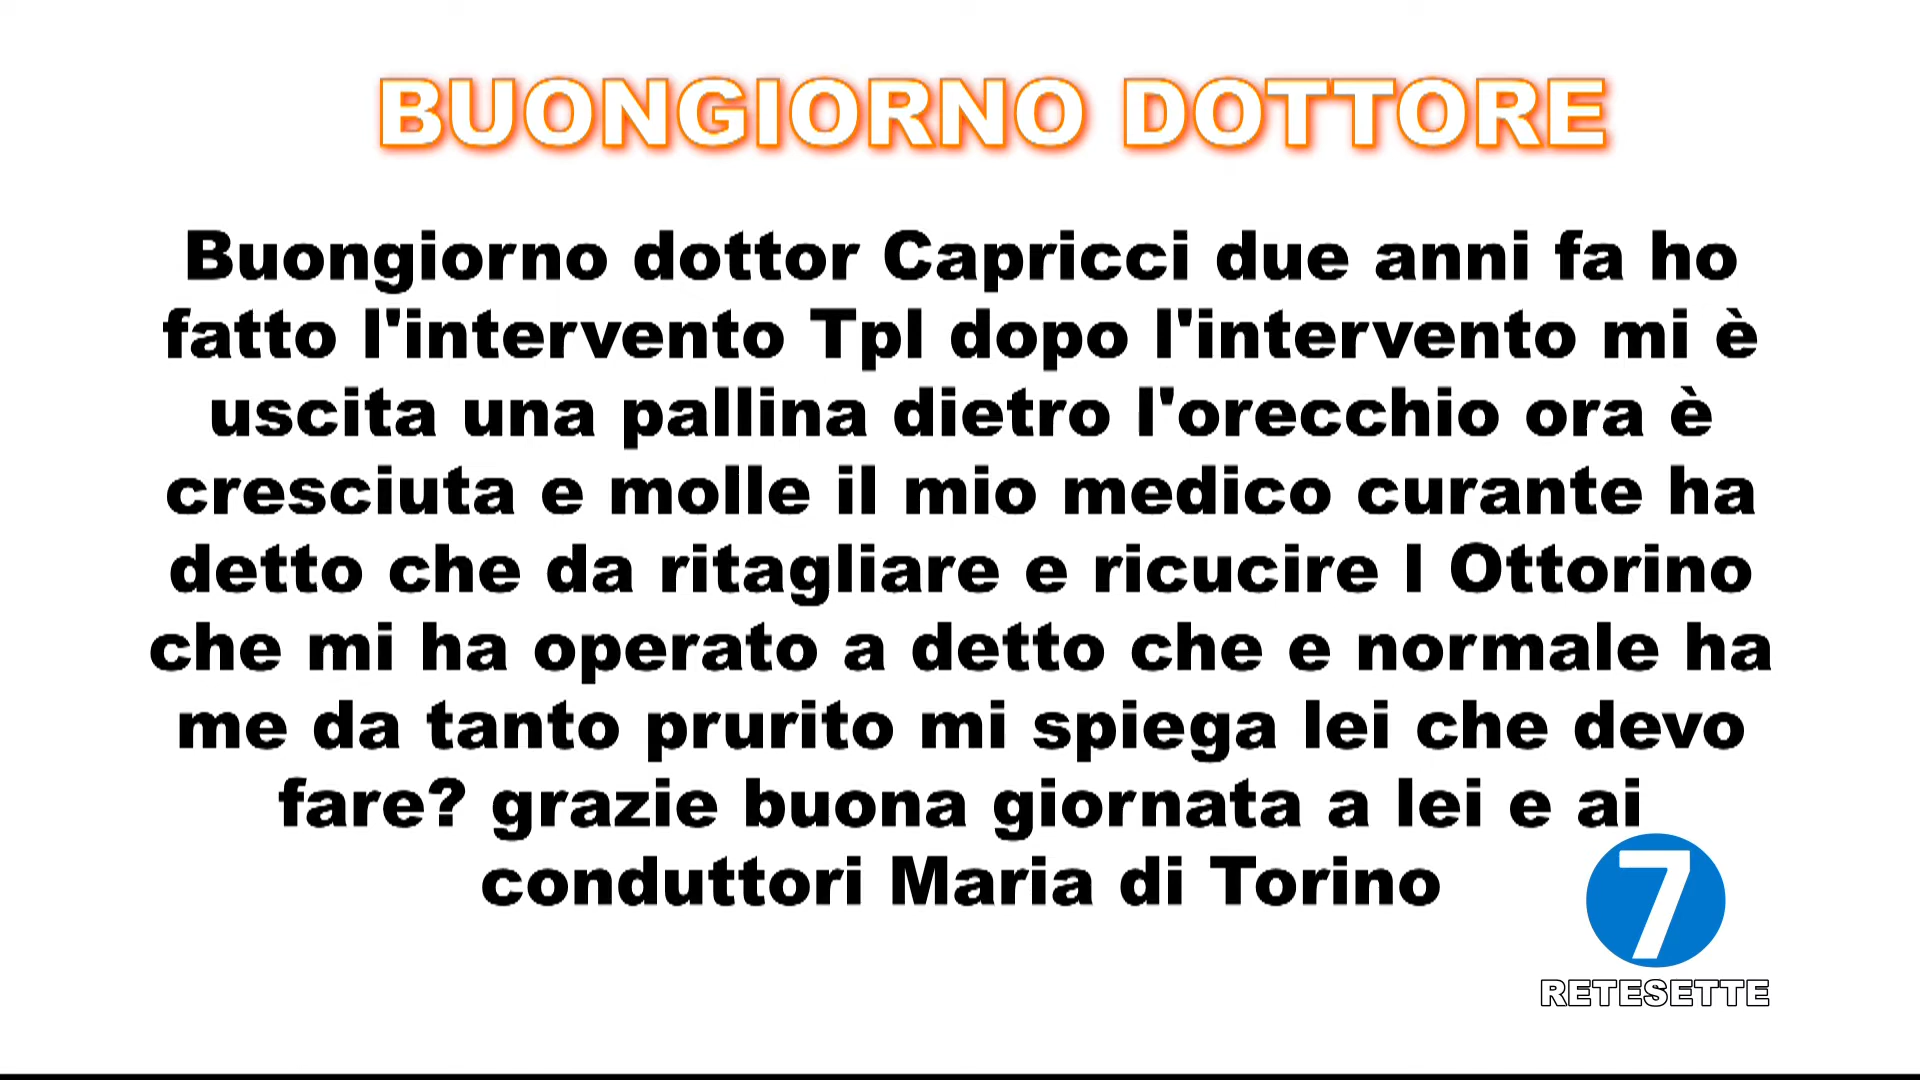 BUONGIORNO DOTTORE
Buongiorno dottor Capricci due anni fa ho
fatto l'intervento Tpl dopo l'intervento mi è
uscita una pallina dietro l'orecchio ora è
cresciuta e molle il mio medico curante ha
detto che da ritagliare e ricucire l Ottorino
che mi ha operato a detto che e normale ha
me da tanto prurito mi spiega lei che devo
fare? grazie buona giornata a lei e ai
conduttori Maria di Torino
7
RETESETTE